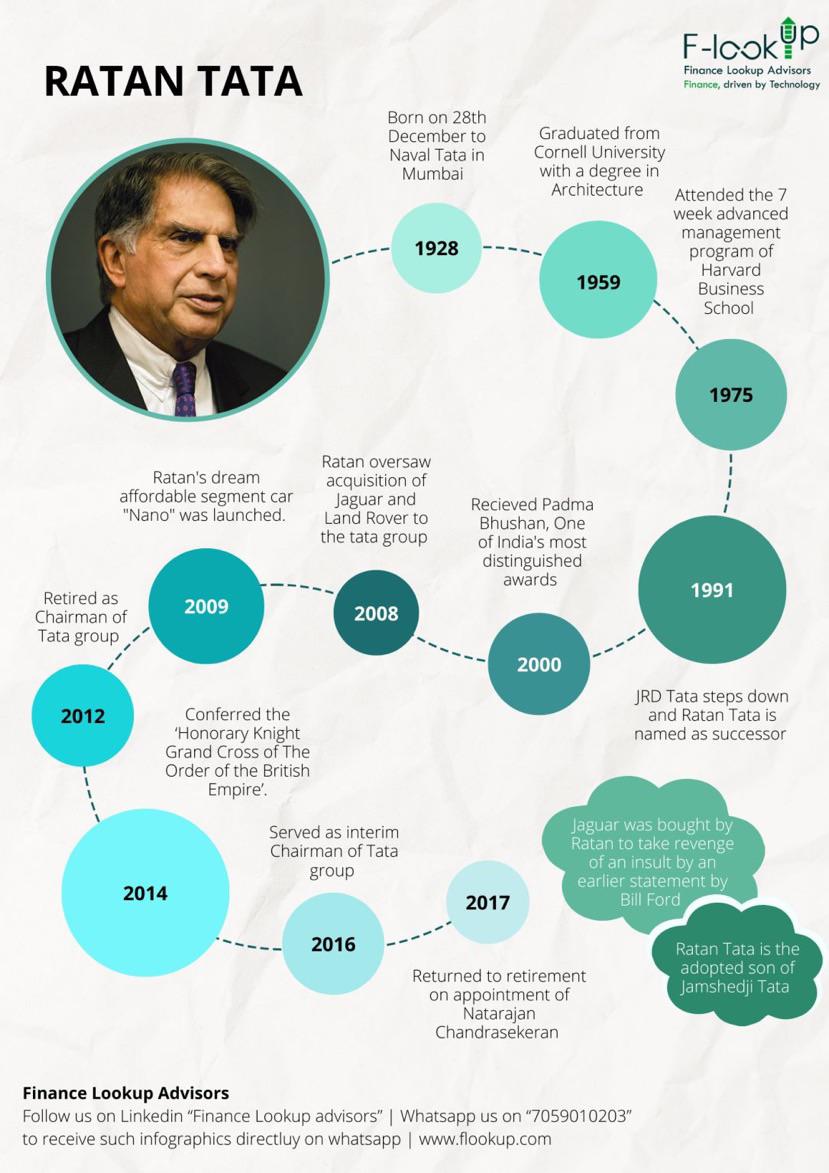 RATAN TATA
F-lookUp
Finance Lookup Advisors
Finance, driven by Technology
Born on 28th
December to
Naval Tata in
Mumbai
1928
Graduated from
Cornell University
with a degree in
Architecture
1959
Attended the 7
week advanced
management
program of
Harvard
Business
School
1975
1991
JRD Tata steps down
and Ratan Tata is
named as successor
Recieved Padma
Bhushan, One
of India's most
distinguished
awards
2000
Ratan oversaw
acquisition of
Jaguar and
Land Rover to
the tata group
2008
Ratan's dream
affordable segment car
"Nano" was launched.
2009
Retired as
Chairman of
Tata group
2012
Conferred the
‘Honorary Knight
Grand Cross of The
Order of the British
Empire’.
2014
Served as interim
Chairman of Tata
group
2016
2017
Returned to retirement
on appointment of
Natarajan
Chandrasekeran
Jaguar was bought by
Ratan to take revenge
of an insult by an
earlier statement by
Bill Ford
Ratan Tata is the
adopted son of
Jamshedji Tata
Finance Lookup Advisors
Follow us on Linkedin “Finance Lookup advisors” | Whatsapp us on “7059010203”
to receive such infographics directluy on whatsapp | www.flookup.com